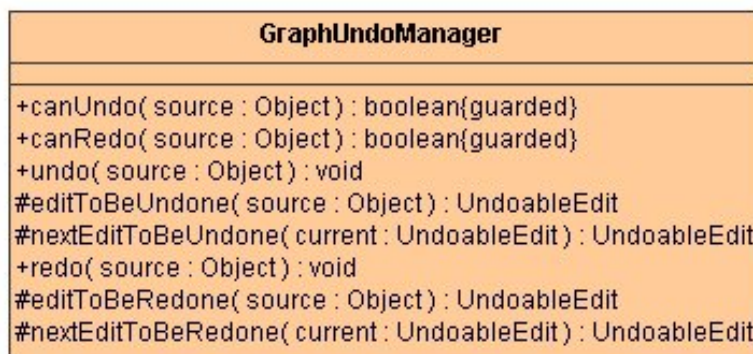 GraphUndoManager
+canUndo( source : Object ) : boolean{guarded}
+canRedo( source : Object ) : boolean{guarded}
+undo( source : Object ) : void
#editToBeUndone( source : Object ) : UndoableEdit
#nextEditToBeUndone( current : UndoableEdit ) : UndoableEdit
+redo( source : Object ) : void
#editToBeRedone( source : Object ) : UndoableEdit
#nextEditToBeRedone( current : UndoableEdit ) : UndoableEdit